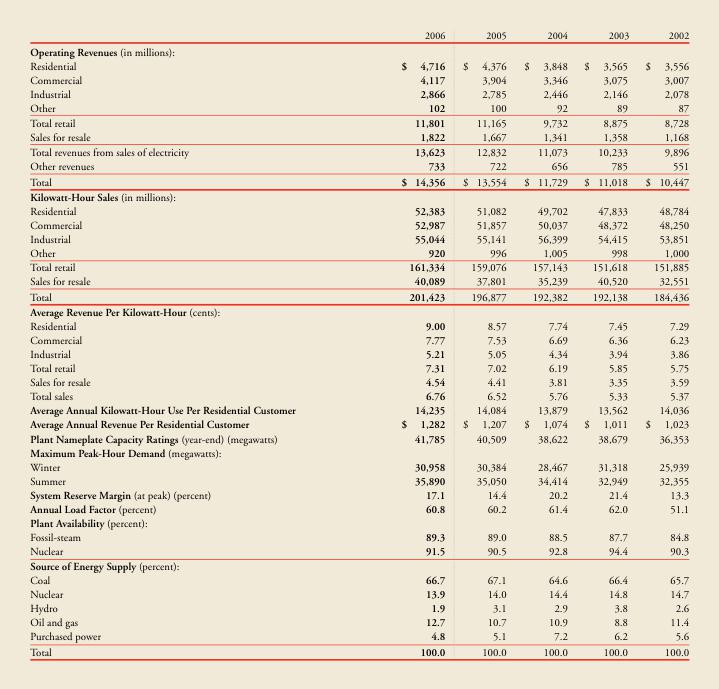 2006 2005 2004 2003 2002
Operating Revenues (in millions):
Residential $ 4,716 $ 4,376 $ 3,848 $ 3,565 $ 3,556
Commercial 4,117 3,904 3,346 3,075 3,007
Industrial 2,866 2,785 2,446 2,146 2,078
Other 102 100 92 89 87
Total retail 11,801 11,165 9,732 8,875 8,728
Sales for resale 1,822 1,667 1,341 1,358 1,168
Total revenues from sales of electricity 13,623 12,832 11,073 10,233 9,896
Other revenues 733 722 656 785 551
Total $ 14,356 $ 13,554 $ 11,729 $ 11,018 $ 10,447
Kilowatt-Hour Sales (in millions):
Residential 52,383 51,082 49,702 47,833 48,784
Commercial 52,987 51,857 50,037 48,372 48,250
Industrial 55,044 55,141 56,399 54,415 53,851
Other 920 996 1,005 998 1,000
Total retail 161,334 159,076 157,143 151,618 151,885
Sales for resale 40,089 37,801 35,239 40,520 32,551
Total 201,423 196,877 192,382 192,138 184,436
Average Revenue Per Kilowatt-Hour (cents):
Residential 9.00 8.57 7.74 7.45 7.29
Commercial 7.77 7.53 6.69 6.36 6.23
Industrial 5.21 5.05 4.34 3.94 3.86
Total retail 7.31 7.02 6.19 5.85 5.75
Sales for resale 4.54 4.41 3.81 3.35 3.59
Total sales 6.76 6.52 5.76 5.33 5.37
Average Annual Kilowatt-Hour Use Per Residential Customer 14,235 14,084 13,879 13,562 14,036
Average Annual Revenue Per Residential Customer $ 1,282 $ 1,207 $ 1,074 $ 1,011 $ 1,023
Plant Nameplate Capacity Ratings (year-end) (megawatts) 41,785 40,509 38,622 38,679 36,353
Maximum Peak-Hour Demand (megawatts):
Winter 30,958 30,384 28,467 31,318 25,939
Summer 35,890 35,050 34,414 32,949 32,355
System Reserve Margin (at peak) (percent) 17.1 14.4 20.2 21.4 13.3
Annual Load Factor (percent) 60.8 60.2 61.4 62.0 51.1
Plant Availability (percent):
Fossil-steam 89.3 89.0 88.5 87.7 84.8
Nuclear 91.5 90.5 92.8 94.4 90.3
Source of Energy Supply (percent):
Coal 66.7 67.1 64.6 66.4 65.7
Nuclear 13.9 14.0 14.4 14.8 14.7
Hydro 1.9 3.1 2.9 3.8 2.6
Oil and gas 12.7 10.7 10.9 8.8 11.4
Purchased power 4.8 5.1 7.2 6.2 5.6
Total 100.0 100.0 100.0 100.0 100.0